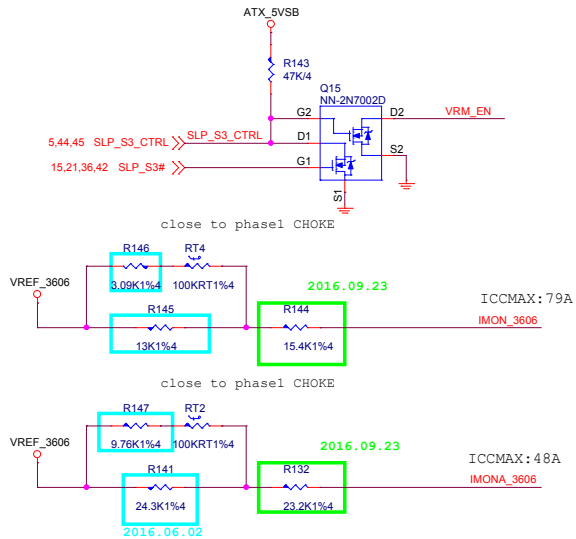 ATX_5VSB
R143
47K/4
Q15
NN-2N7002D
G2
D2
VRM_EN
5,44,45 SLP_S3_CTRL
SLP_S3_CTRL
D1
S2
15,21,36,42 SLP_S3#
G1
S1
close to phase1 CHOKE
R146
RT4
VREF_3606
3.09K1%4
100KRT1%4
2016.09.23
ICCMAX:79A
R145
R144
IMON_3606
13K1%4
15.4K1%4
close to phase1 CHOKE
R147
RT2
VREF_3606
9.76K1%4
100KRT1%4
2016.09.23
ICCMAX:48A
R141
R132
IMONA_3606
24.3K1%4
23.2K1%4
2016.06.02